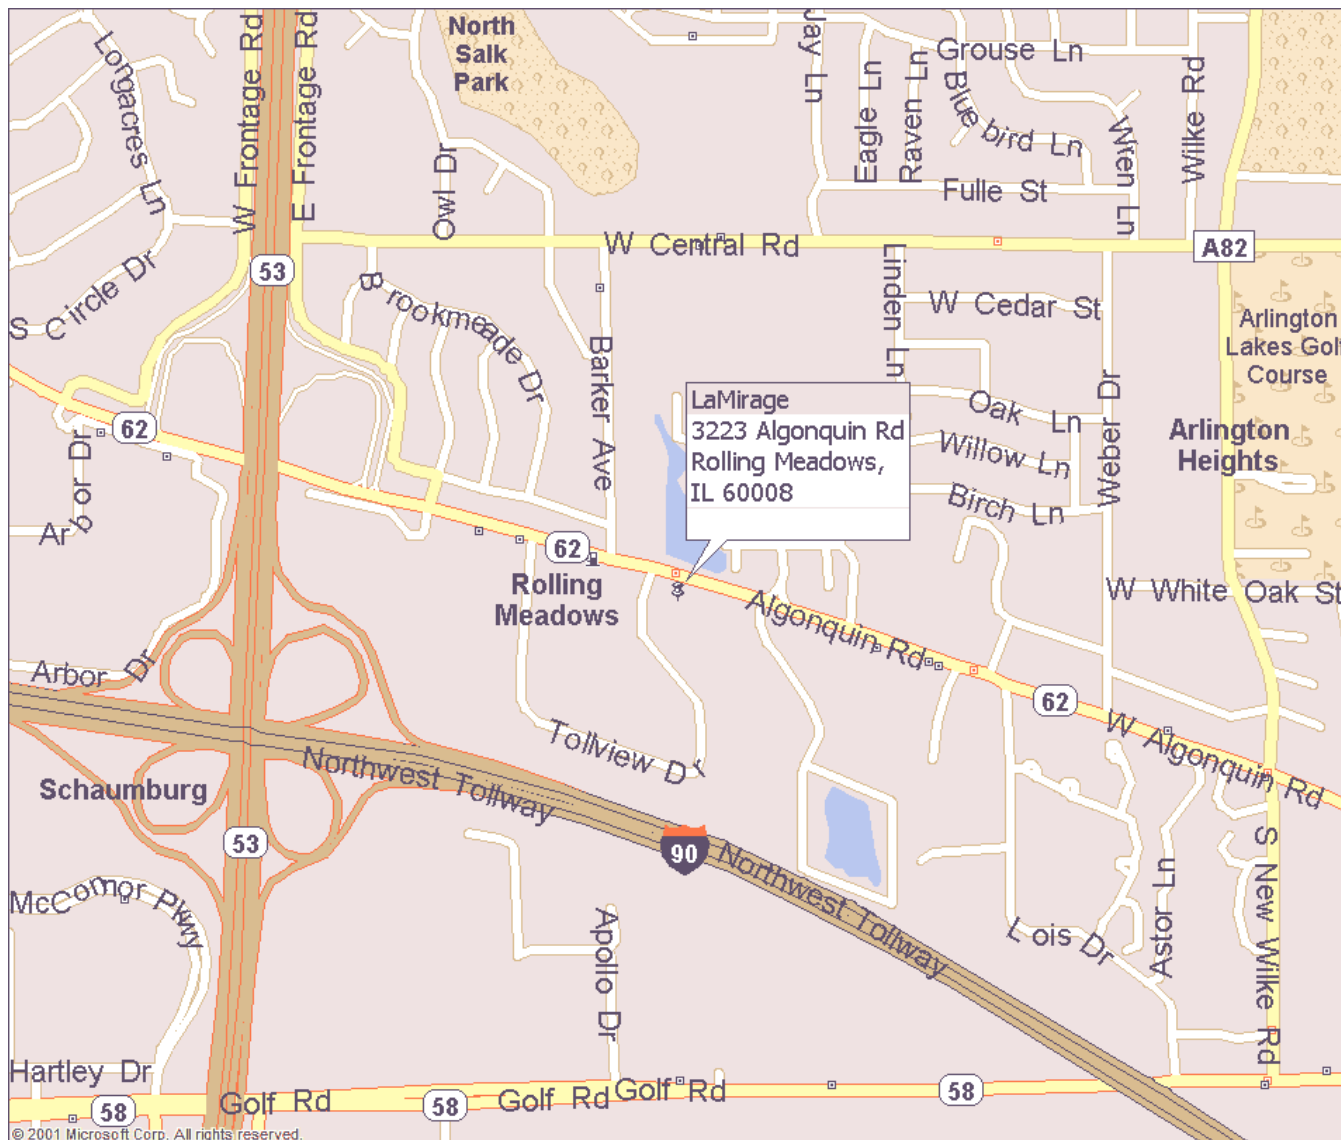 North
Salk
Park
Longacres Ln
W Frontage Rd
E Frontage Rd
Owl Dr
Jay Ln
Eagle Ln
Raven Ln
Grouse Ln
Bluebird Ln
Wren Ln
Wilke Rd
Fulle St
W Central Rd
A82
S Circle Dr
53
Brookmeade Dr
Barker Ave
Linden Ln
W Cedar St
Arlington
Lakes Golf
Course
62
Arbor Dr
LaMirage
3223 Algonquin Rd
Rolling Meadows,
IL 60008
Oak Ln
Willow Ln
Birch Ln
Weber Dr
Arlington
Heights
Ar bor
62
Rolling
Meadows
Algonquin Rd
W White Oak St
Arbor Dr
62
W Algonquin Rd
Tollview Dr
Northwest Tollway
Schaumburg
53
90
Northwest Tollway
McConnor Pkwy
Apollo Dr
Lois Dr
Astor Ln
S New Wilke Rd
Hartley Dr
58
Golf Rd
58
Golf Rd
Golf Rd
58
© 2001 Microsoft Corp. All rights reserved.